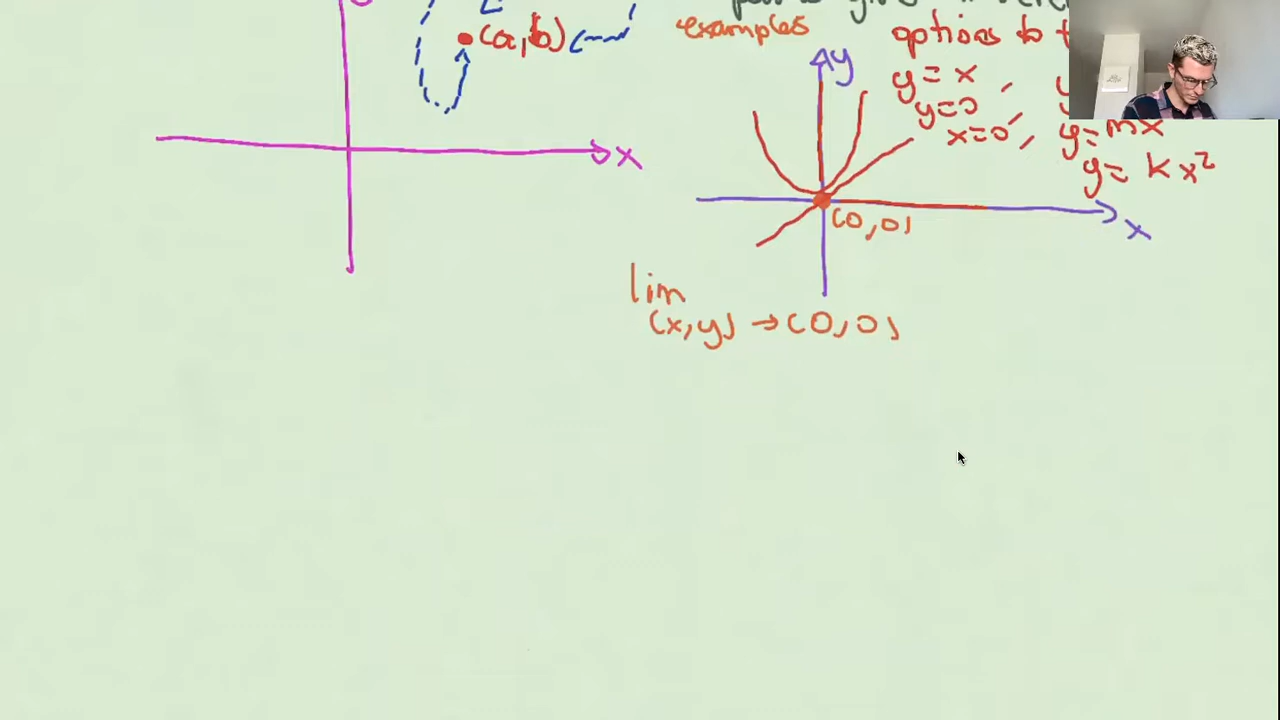 (a,b)
x
examples
options to
y
y = x ,
y=0
x=0 ,
y=mx
y= kx²
(0,0)
x
lim
(x,y) → (0,0)